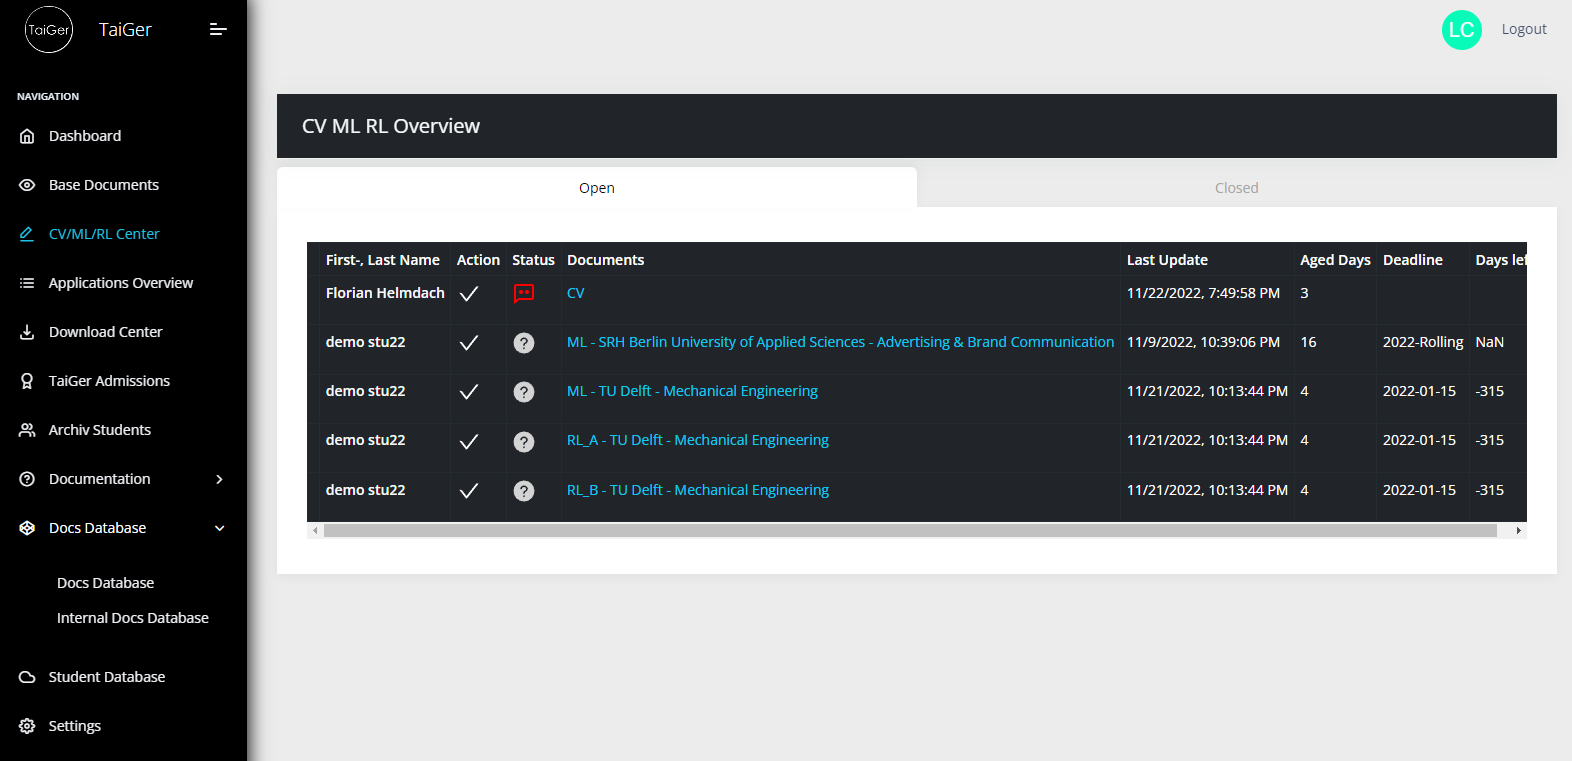 TaiGer TaiGer
LC Logout
NAVIGATION
Dashboard
Base Documents
CV/ML/RL Center
Applications Overview
Download Center
TaiGer Admissions
Archiv Students
Documentation
Docs Database
Docs Database
Internal Docs Database
Student Database
Settings
CV ML RL Overview
Open Closed
First-, Last Name Action Status Documents Last Update Aged Days Deadline Days lef
Florian Helmdach CV 11/22/2022, 7:49:58 PM 3
demo stu22 ? ML - SRH Berlin University of Applied Sciences - Advertising & Brand Communication 11/9/2022, 10:39:06 PM 16 2022-Rolling NaN
demo stu22 ? ML - TU Delft - Mechanical Engineering 11/21/2022, 10:13:44 PM 4 2022-01-15 -315
demo stu22 ? RL_A - TU Delft - Mechanical Engineering 11/21/2022, 10:13:44 PM 4 2022-01-15 -315
demo stu22 ? RL_B - TU Delft - Mechanical Engineering 11/21/2022, 10:13:44 PM 4 2022-01-15 -315